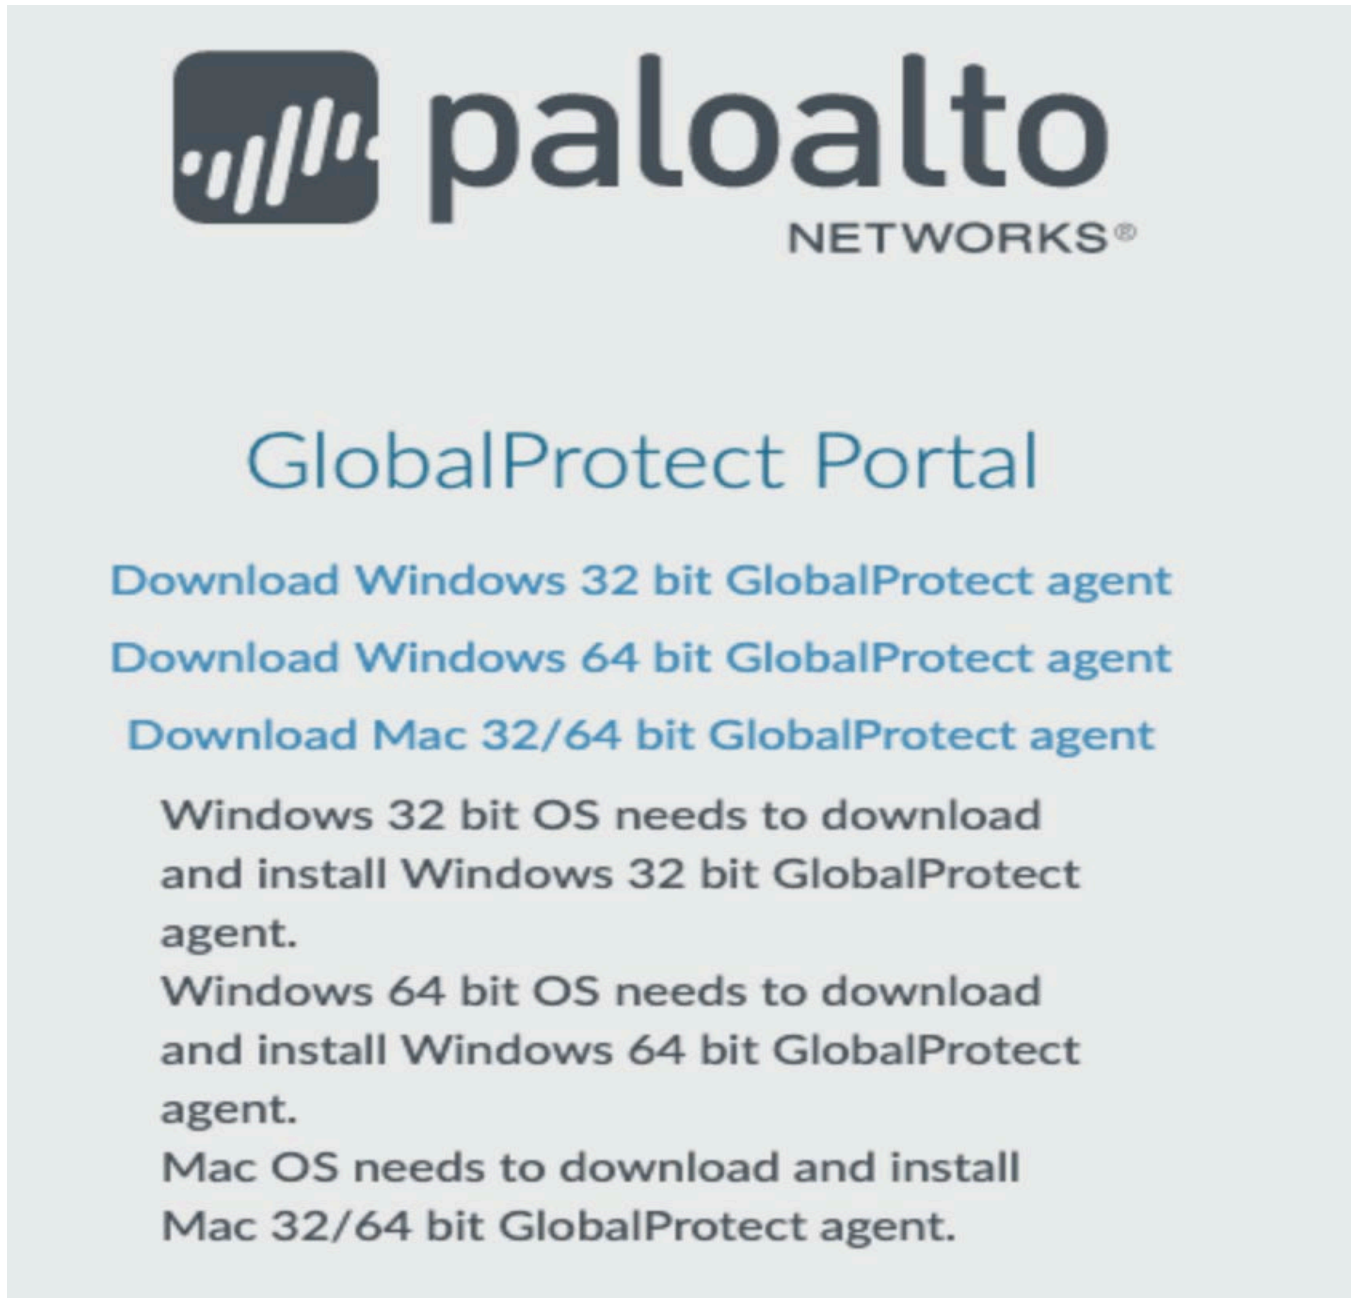 paloalto
NETWORKS®
GlobalProtect Portal
Download Windows 32 bit GlobalProtect agent
Download Windows 64 bit GlobalProtect agent
Download Mac 32/64 bit GlobalProtect agent
Windows 32 bit OS needs to download
and install Windows 32 bit GlobalProtect
agent.
Windows 64 bit OS needs to download
and install Windows 64 bit GlobalProtect
agent.
Mac OS needs to download and install
Mac 32/64 bit GlobalProtect agent.